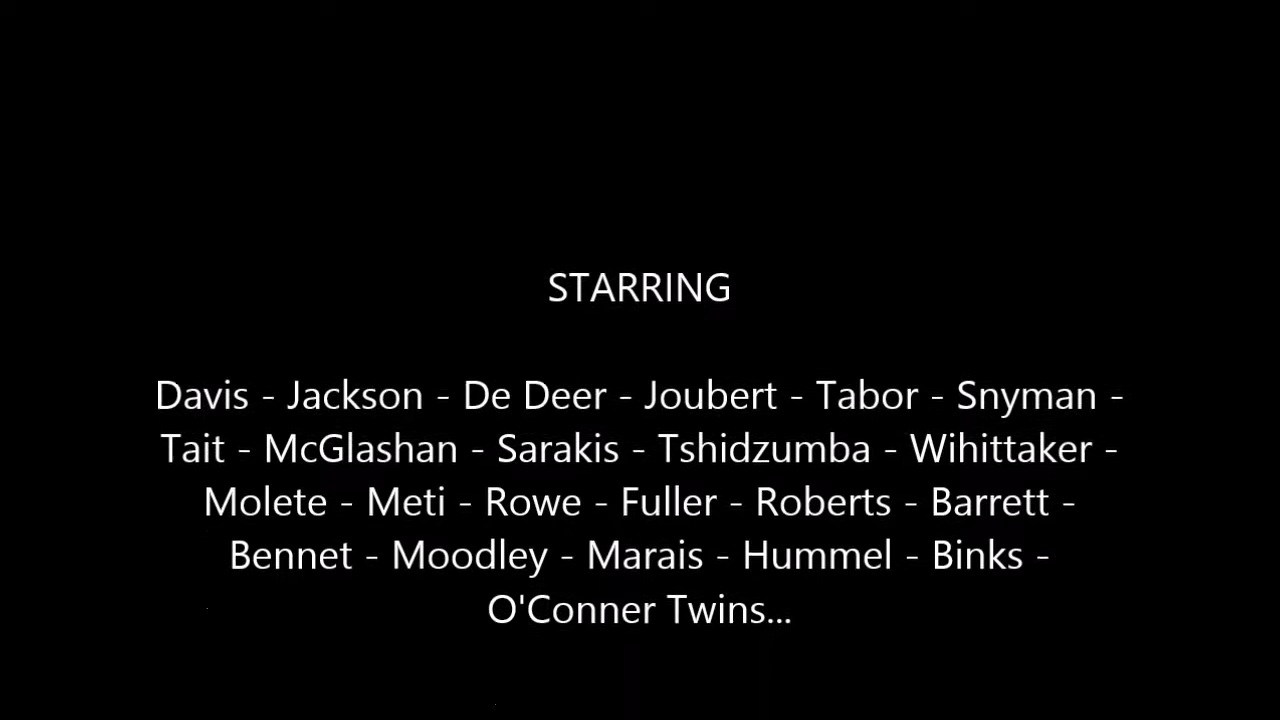 STARRING
Davis - Jackson - De Deer - Joubert - Tabor - Snyman -
Tait - McGlashan - Sarakis - Tshidzumba - Wihittaker -
Molete - Meti - Rowe - Fuller - Roberts - Barrett -
Bennet - Moodley - Marais - Hummel - Binks -
O'Conner Twins...